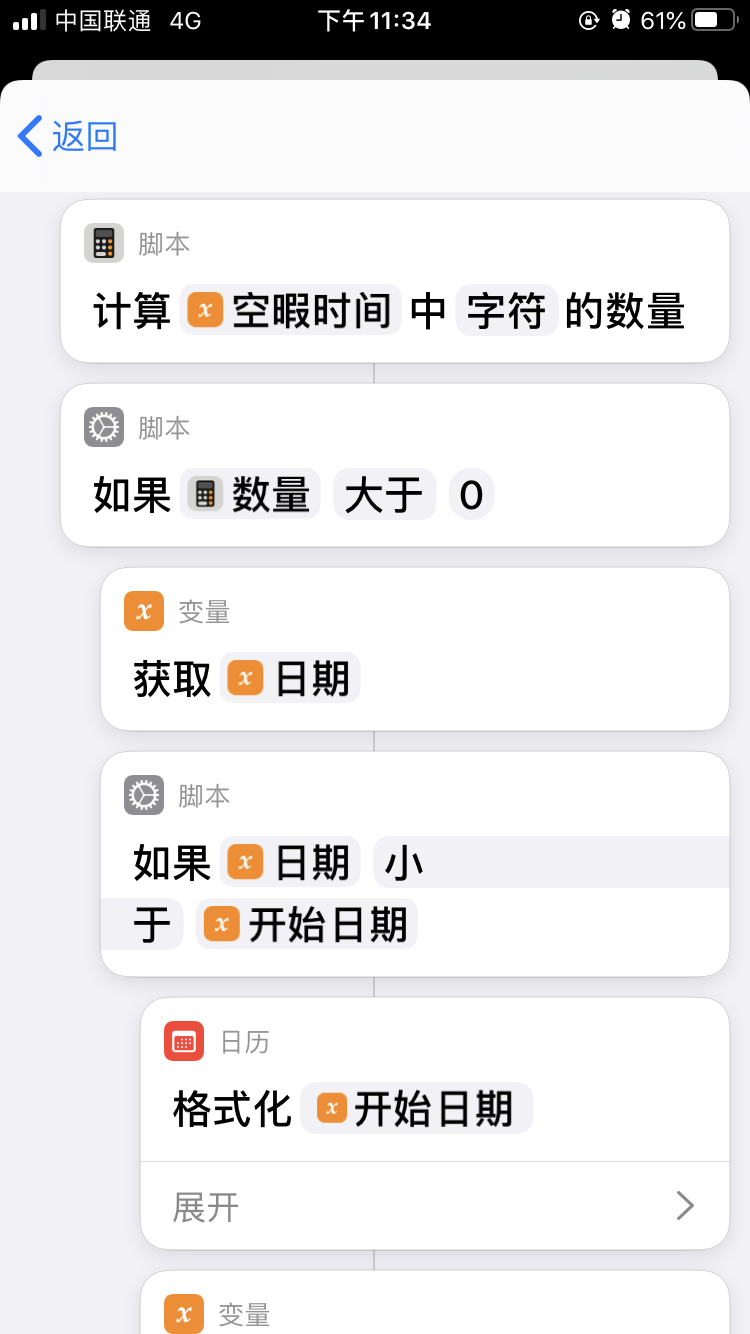 中国联通 4G 下午11:34 61%
返回
脚本
计算 x 空暇时间 中 字符 的数量
脚本
如果 数量 大于 0
x 变量
获取 x 日期
脚本
如果 x 日期 小
于 x 开始日期
日历
格式化 x 开始日期
展开
x 变量